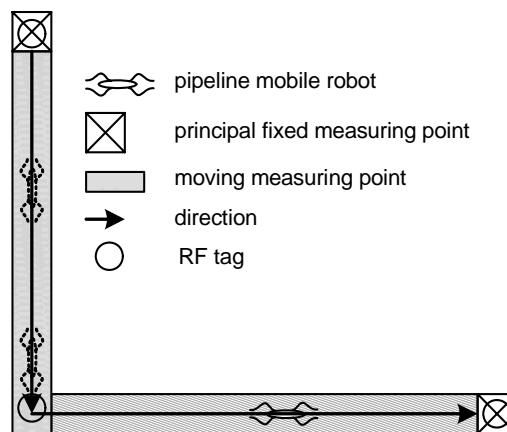 pipeline mobile robot
principal fixed measuring point
moving measuring point
direction
RF tag